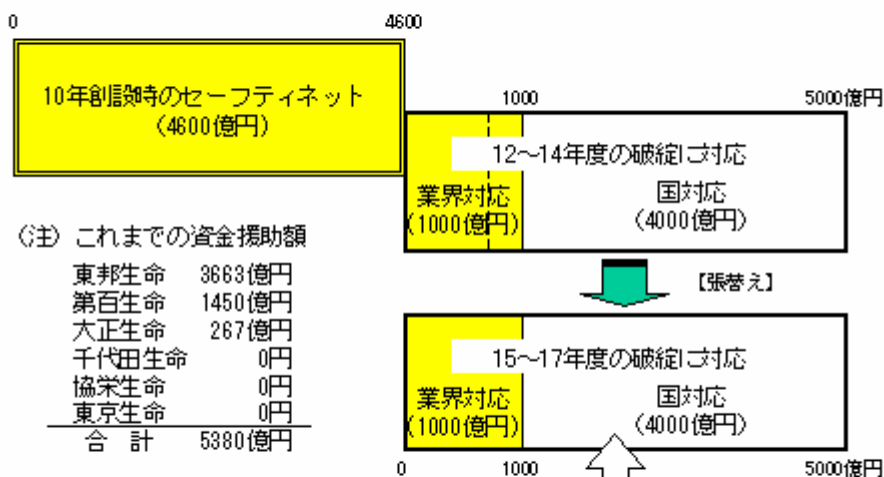 0 4600
10年創設時のセーフティネット
(4600億円)
1000 5000億円
12～14年度の破綻に対応
業界対応 国対応
(1000億円) (4000億円)
(注) これまでの資金援助額
東邦生命 3663億円
第百生命 1450億円
大正生命 267億円
千代田生命 0円
協栄生命 0円
東京生命 0円
合 計 5380億円
【張替え】
15～17年度の破綻に対応
業界対応 国対応
(1000億円) (4000億円)
0 1000 5000億円